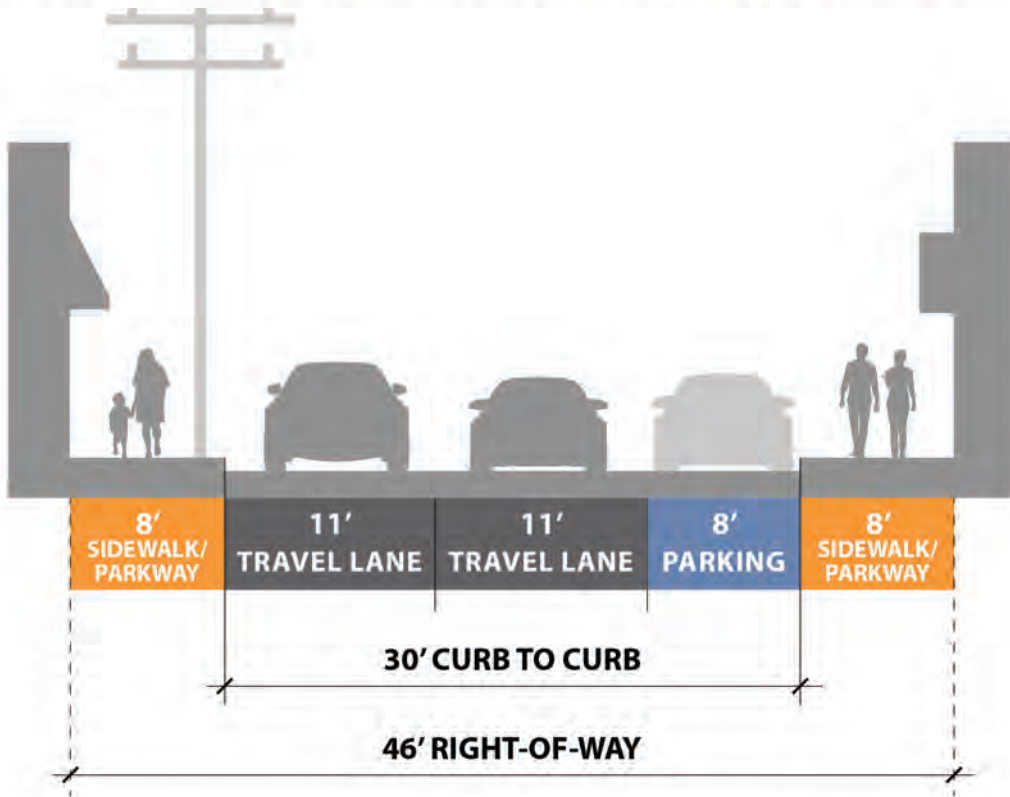 8′
SIDEWALK/
PARKWAY
11′
TRAVEL LANE
11′
TRAVEL LANE
8′
PARKING
8′
SIDEWALK/
PARKWAY
30′ CURB TO CURB
46′ RIGHT-OF-WAY